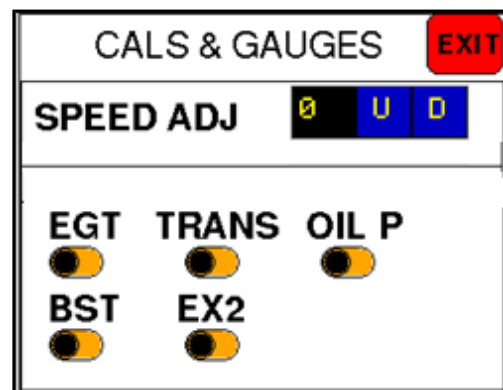 CALS & GAUGES EXIT
SPEED ADJ 0 U D
EGT TRANS OIL P
BST EX2